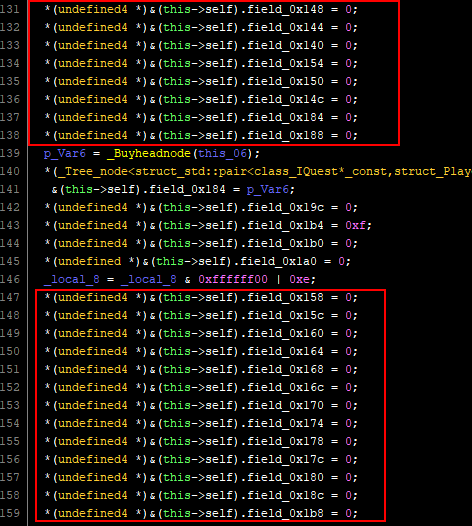 131 *(undefined4 *)&(this->self).field_0x148 = 0;
132 *(undefined4 *)&(this->self).field_0x144 = 0;
133 *(undefined4 *)&(this->self).field_0x140 = 0;
134 *(undefined4 *)&(this->self).field_0x154 = 0;
135 *(undefined4 *)&(this->self).field_0x150 = 0;
136 *(undefined4 *)&(this->self).field_0x14c = 0;
137 *(undefined4 *)&(this->self).field_0x184 = 0;
138 *(undefined4 *)&(this->self).field_0x188 = 0;
139 p_Var6 = _Buyheadnode(this_06);
140 *(_Tree_node<struct_std::pair<class_IQuest*_const,struct_Playe
141 &(this->self).field_0x184 = p_Var6;
142 *(undefined4 *)&(this->self).field_0x19c = 0;
143 *(undefined4 *)&(this->self).field_0x1b4 = 0xf;
144 *(undefined4 *)&(this->self).field_0x1b0 = 0;
145 *(undefined *)&(this->self).field_0x1a0 = 0;
146 _local_8 = _local_8 & 0xffffff00 | 0xe;
147 *(undefined4 *)&(this->self).field_0x158 = 0;
148 *(undefined4 *)&(this->self).field_0x15c = 0;
149 *(undefined4 *)&(this->self).field_0x160 = 0;
150 *(undefined4 *)&(this->self).field_0x164 = 0;
151 *(undefined4 *)&(this->self).field_0x168 = 0;
152 *(undefined4 *)&(this->self).field_0x16c = 0;
153 *(undefined4 *)&(this->self).field_0x170 = 0;
154 *(undefined4 *)&(this->self).field_0x174 = 0;
155 *(undefined4 *)&(this->self).field_0x178 = 0;
156 *(undefined4 *)&(this->self).field_0x17c = 0;
157 *(undefined4 *)&(this->self).field_0x180 = 0;
158 *(undefined4 *)&(this->self).field_0x18c = 0;
159 *(undefined4 *)&(this->self).field_0x1b8 = 0;